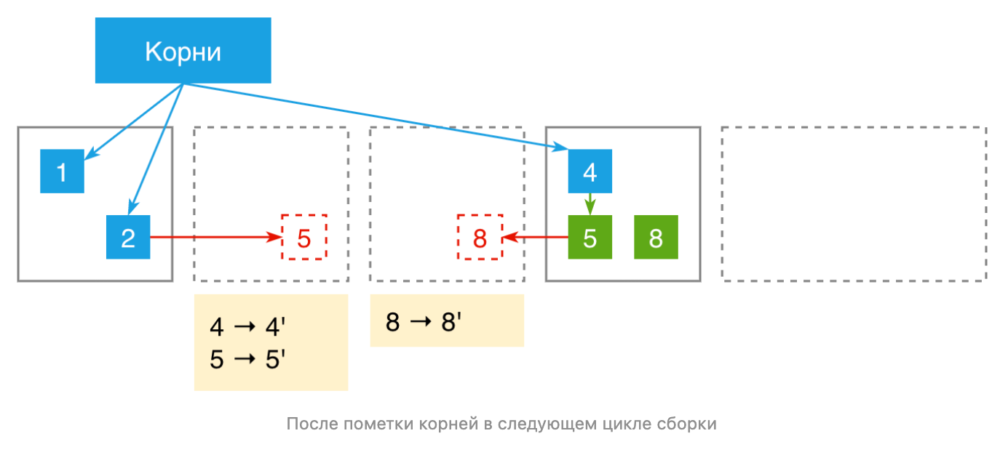 Корни
1
4
2
5
8
5
8
4 → 4'
5 → 5'
8 → 8'
После пометки корней в следующем цикле сборки